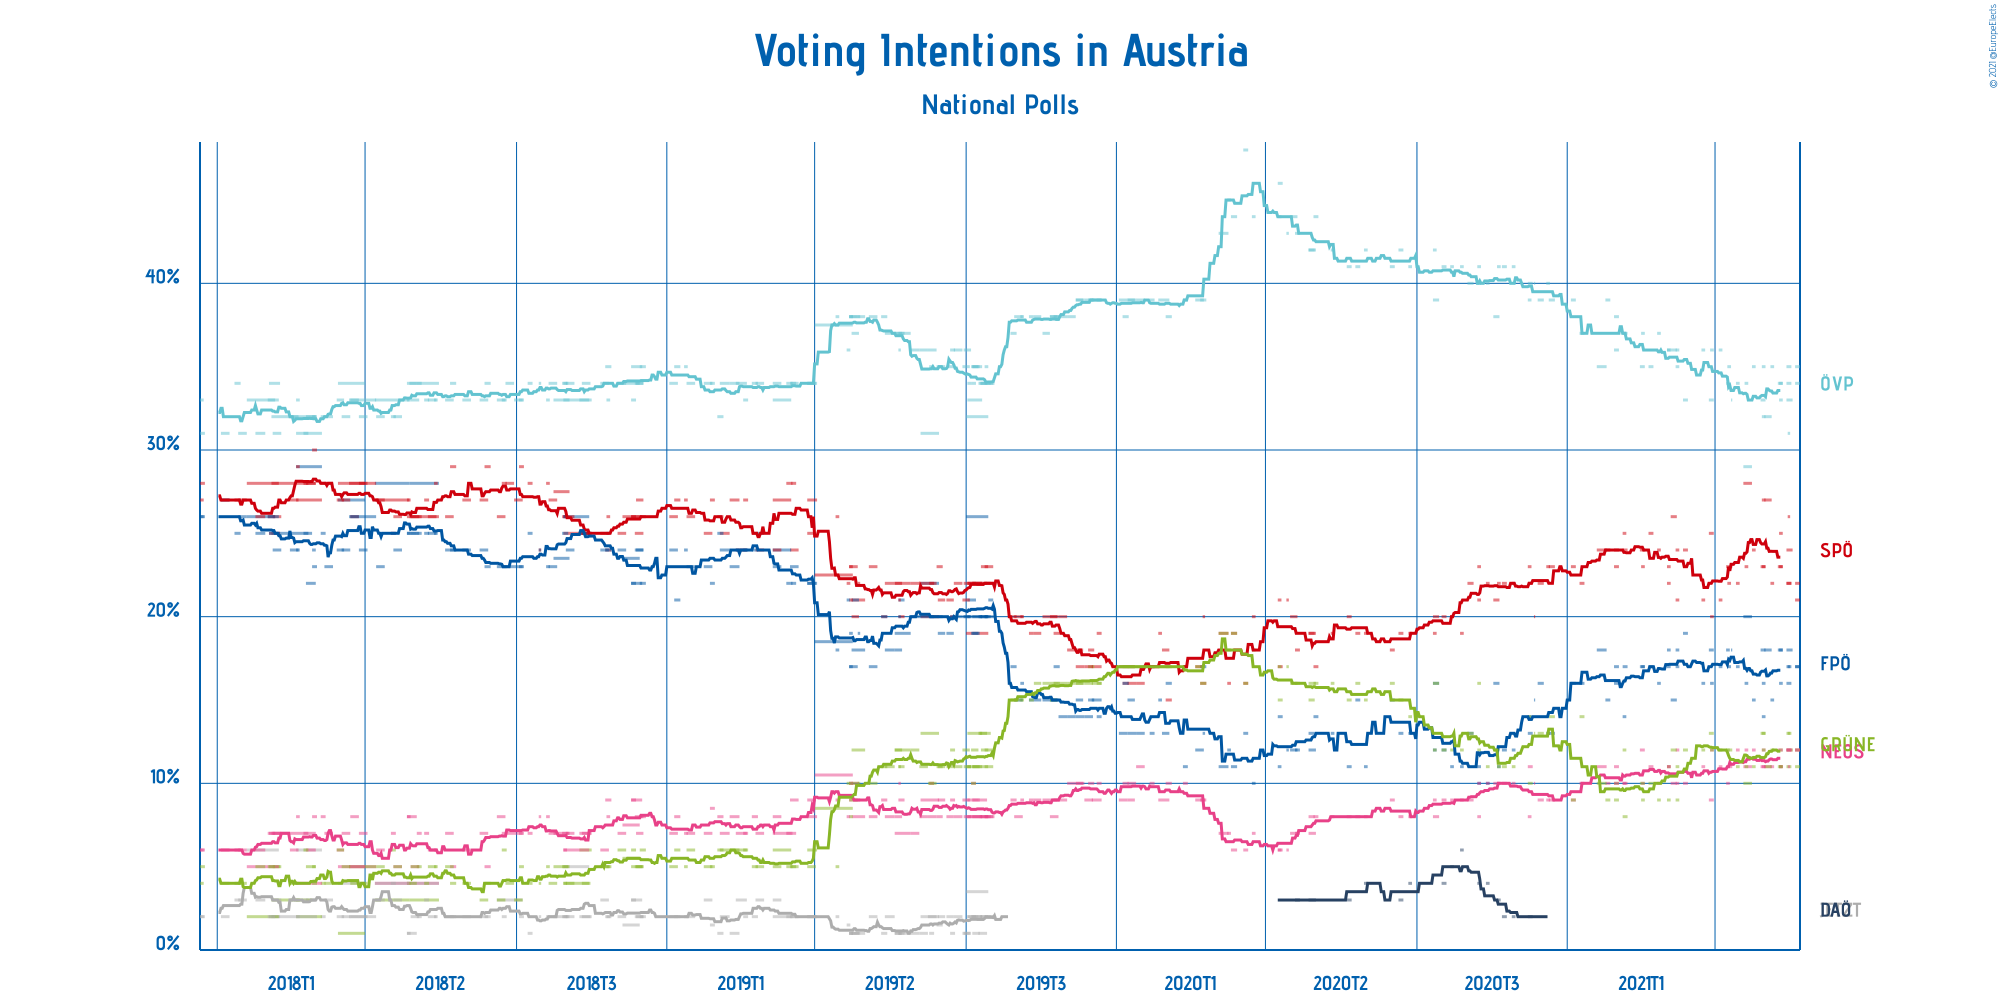 © 2021 @EuropeElects
Voting Intentions in Austria
National Polls
40%
30%
20%
10%
0%
ÖVP
SPÖ
FPÖ
GRÜNE
NEOS
DAÖ
2018T1 2018T2 2018T3 2019T1 2019T2 2019T3 2020T1 2020T2 2020T3 2021T1